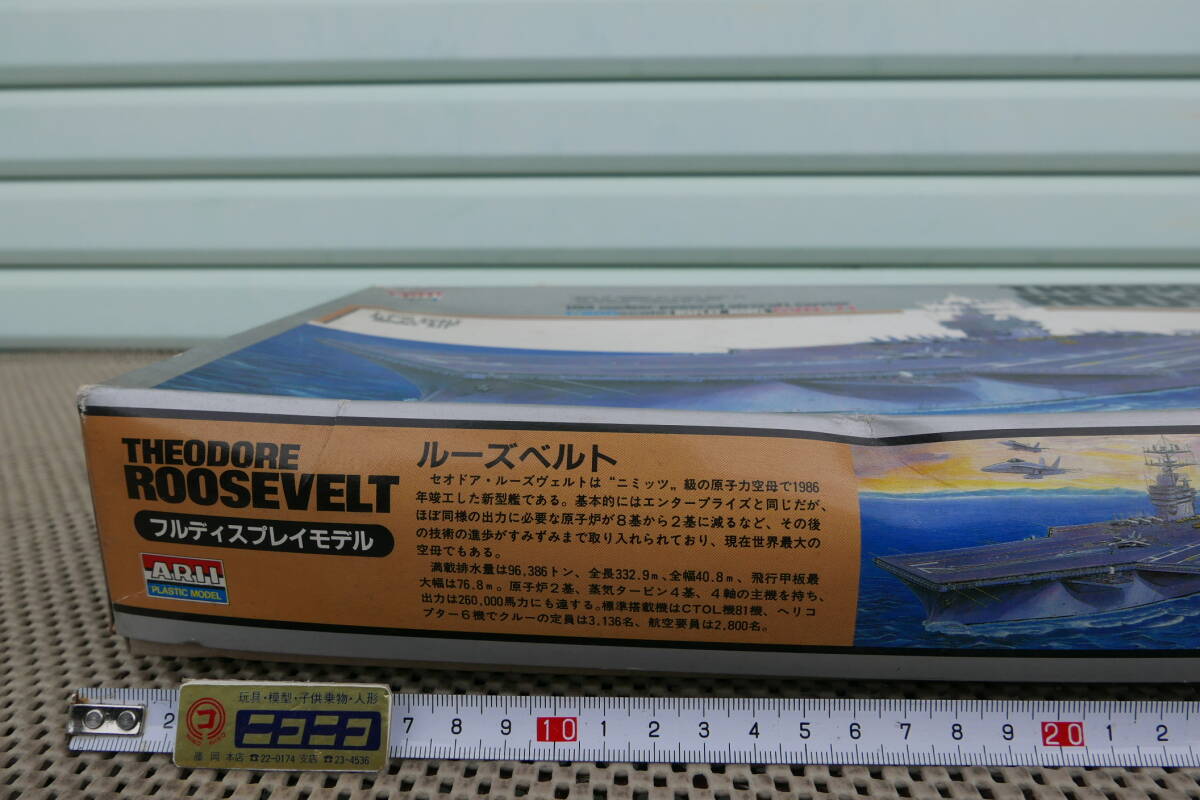 THEODORE
ROOSEVELT
フルディスプレイモデル
ARII
PLASTIC MODEL
ルーズベルト
セオドア・ルーズヴェルトは“ニミッツ„級の原子力空母で1986
年竣工した新型艦である。基本的にはエンタープライズと同じだが、
ほぼ同様の出力に必要な原子炉が8基から2基に減るなど、その後
の技術の進歩がすみずみまで取り入れられており、現在世界最大の
空母でもある。
満載排水量は96,386トン、全長332.9m、全幅40.8m、飛行甲板最
大幅は76.8m。原子炉2基、蒸気タービン4基、4軸の主機を持ち、
出力は260,000馬力にも達する。標準搭載機はCTOL機81機、ヘリコ
プター6機でクルーの定員は3,136名、航空要員は2,800名。
玩具・模型・子供乗物・人形
コ
ニコニコ
藤岡 本店 ☎22-0174 支店 ☎23-4536
2 7 8 9 10 1 2 3 4 5 6 7 8 9 20 1 2